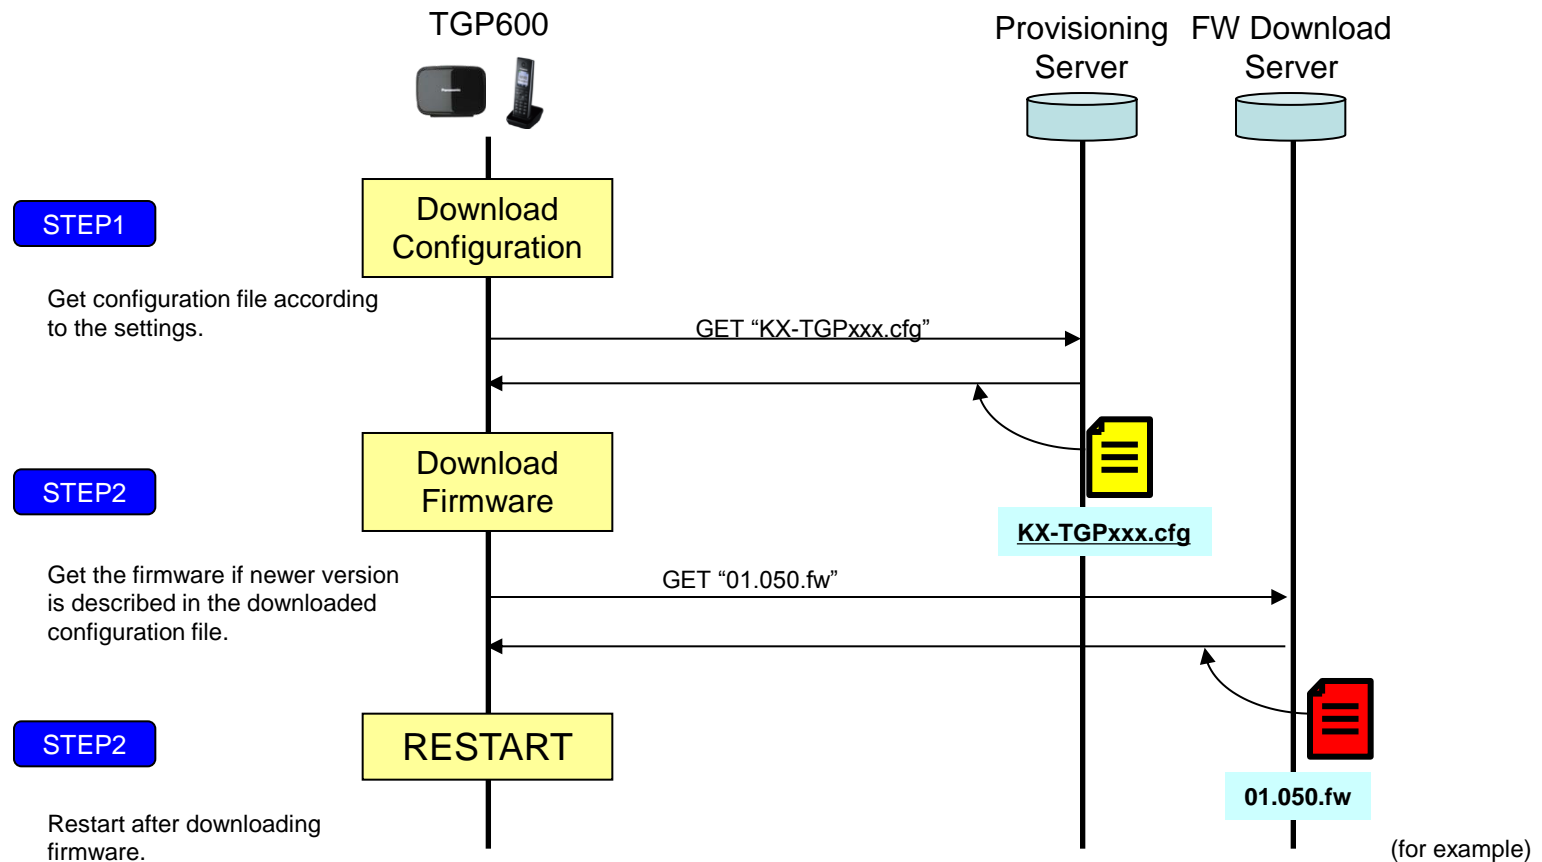 TGP600
Provisioning
Server
FW Download
Server
Panasonic
STEP1
Download
Configuration
Get configuration file according
to the settings.
GET “KX-TGPxxx.cfg”
STEP2
Download
Firmware
KX-TGPxxx.cfg
Get the firmware if newer version
is described in the downloaded
configuration file.
GET “01.050.fw”
STEP2
RESTART
01.050.fw
Restart after downloading
firmware.
(for example)